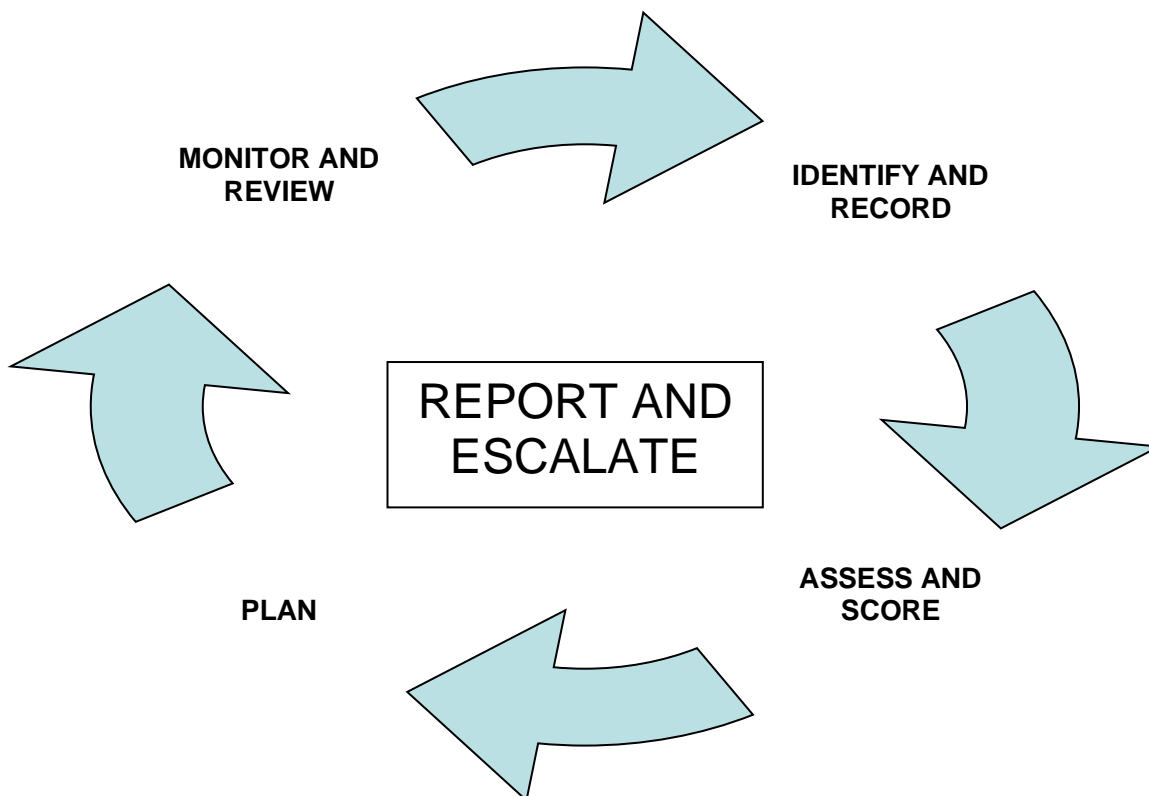 MONITOR AND
REVIEW
IDENTIFY AND
RECORD
REPORT AND
ESCALATE
ASSESS AND
SCORE
PLAN